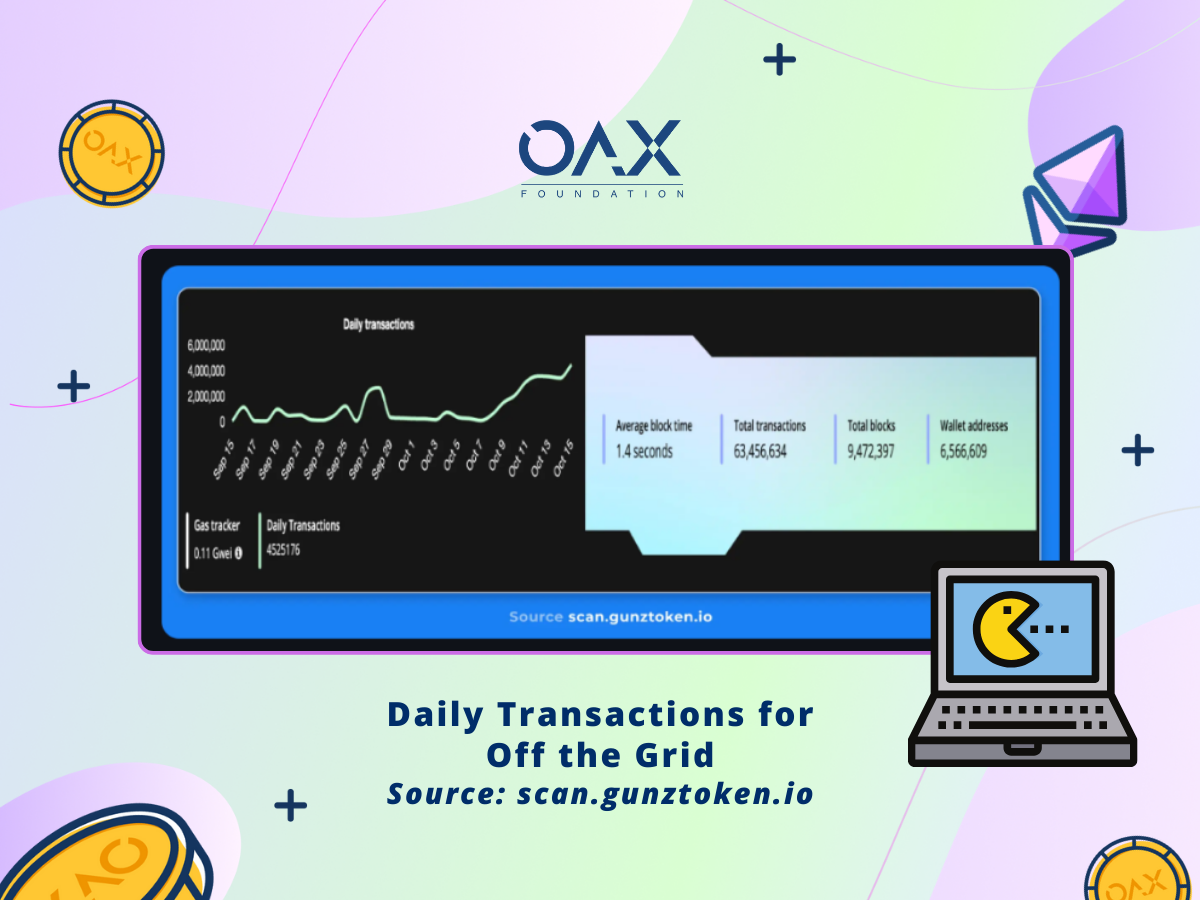 OAX
OAX
FOUNDATION
Daily transactions
6,000,000
4,000,000
2,000,000
0
Sep 15
Sep 17
Sep 19
Sep 21
Sep 23
Sep 25
Sep 27
Sep 29
Oct 1
Oct 3
Oct 5
Oct 7
Oct 9
Oct 11
Oct 13
Oct 15
Average block time
1.4 seconds
Total transactions
63,456,634
Total blocks
9,472,397
Wallet addresses
6,566,609
Gas tracker
0.11 Gwei
Daily Transactions
4525176
Source scan.gunztoken.io
Daily Transactions for
Off the Grid
Source: scan.gunztoken.io
OAX
OAX